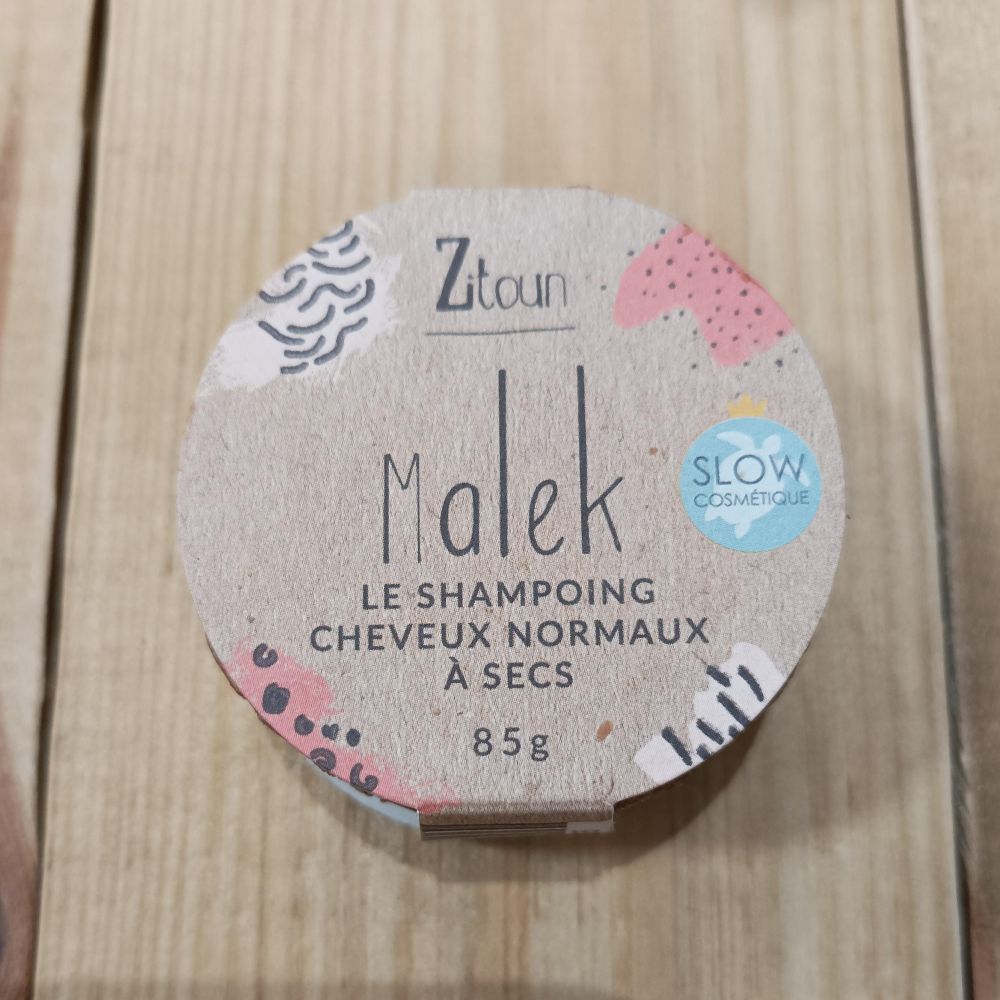 Zitoun
Malek
SLOW
COSMÉTIQUE
LE SHAMPOING
CHEVEUX NORMAUX
À SECS
85g